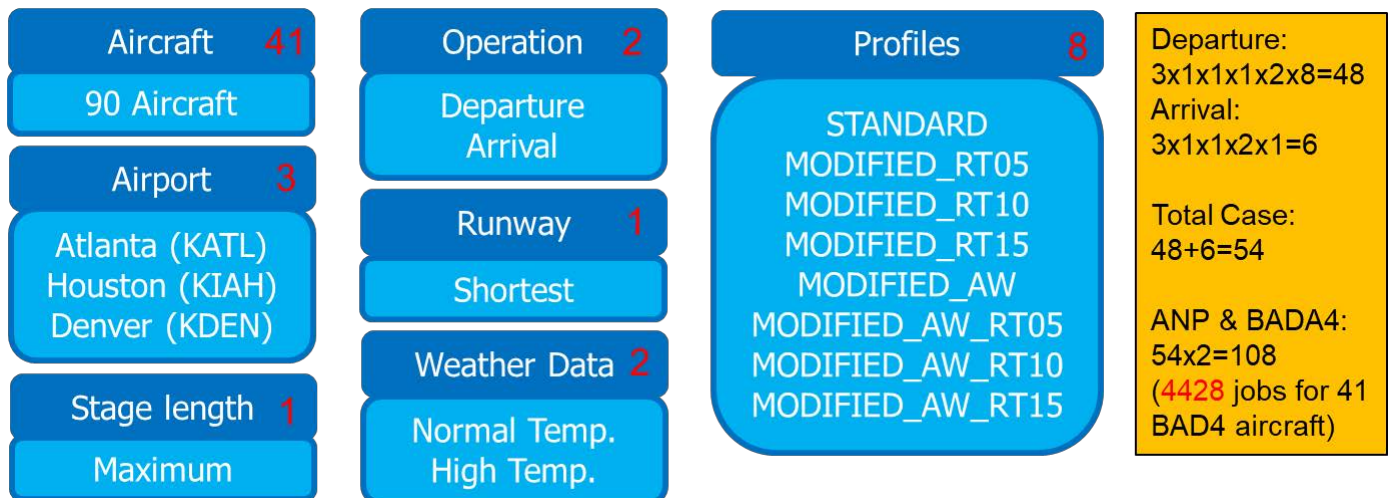 Aircraft 41
90 Aircraft
Airport 3
Atlanta (KATL)
Houston (KIAH)
Denver (KDEN)
Stage length 1
Maximum
Operation 2
Departure
Arrival
Runway 1
Shortest
Weather Data 2
Normal Temp.
High Temp.
Profiles 8
STANDARD
MODIFIED_RT05
MODIFIED_RT10
MODIFIED_RT15
MODIFIED_AW
MODIFIED_AW_RT05
MODIFIED_AW_RT10
MODIFIED_AW_RT15
Departure:
3x1x1x1x2x8=48
Arrival:
3x1x1x2x1=6
Total Case:
48+6=54
ANP & BADA4:
54x2=108
(4428 jobs for 41
BAD4 aircraft)